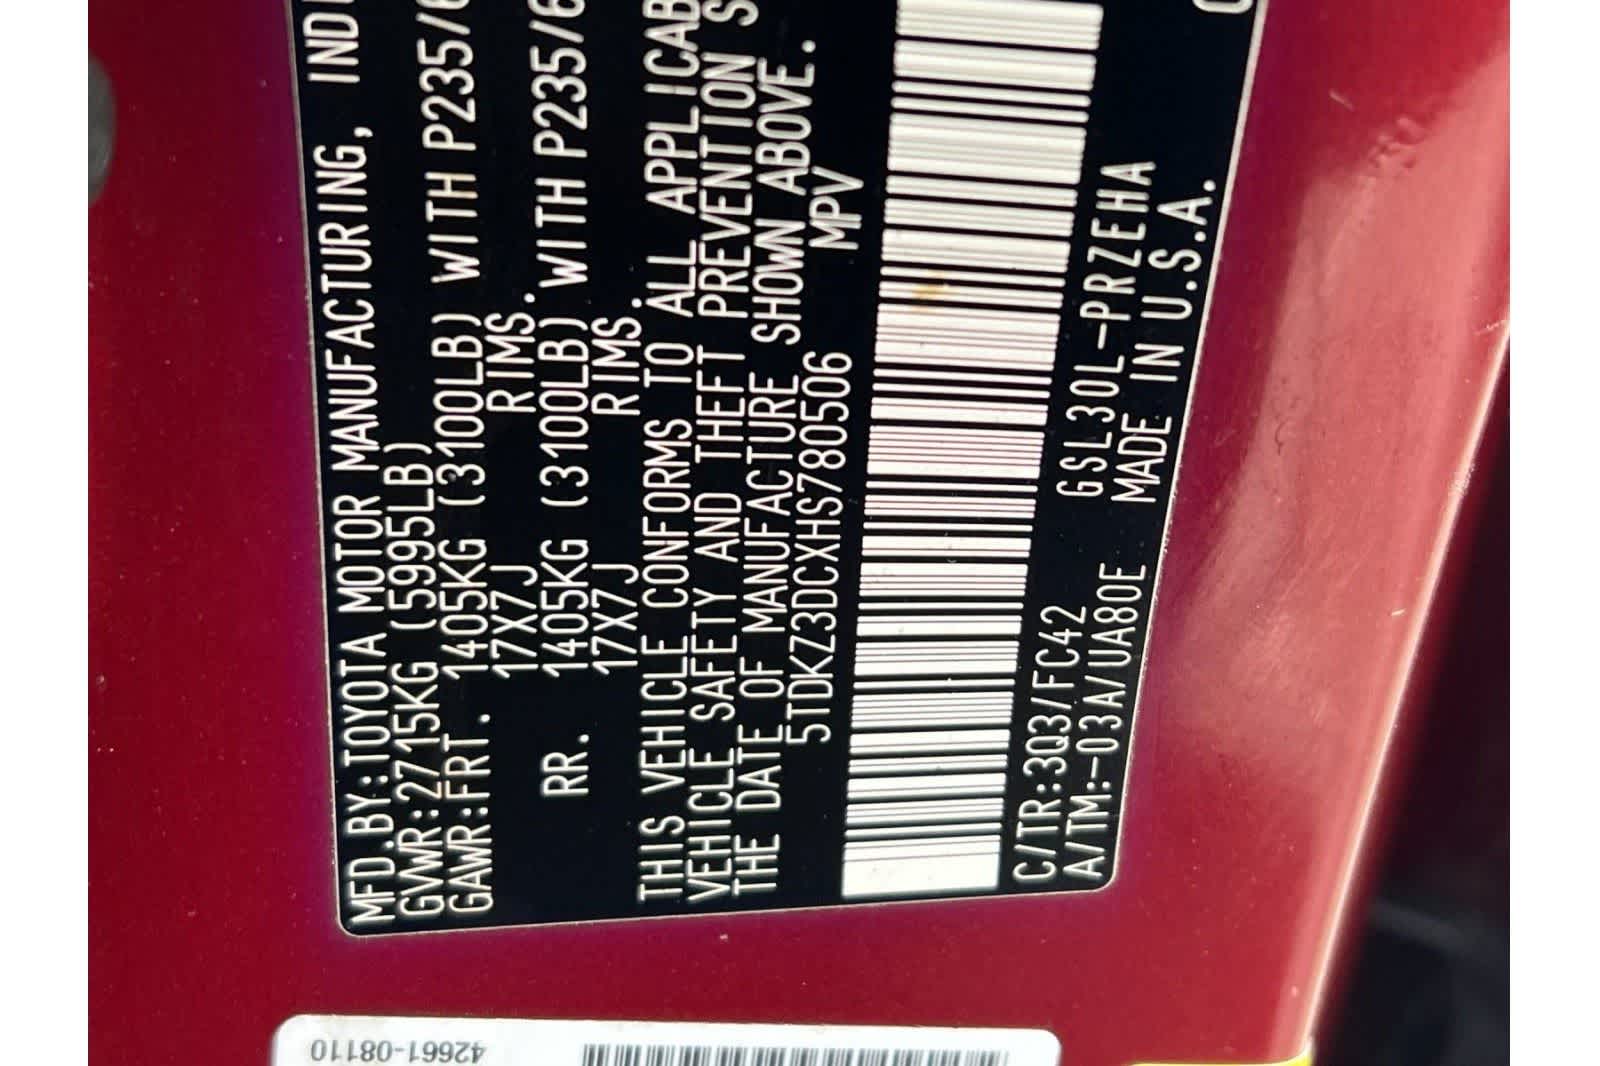 MFD.BY:TOYOTA MOTOR MANUFACTURING, IND
GVWR:2715KG (5995LB)
GAWR:FRT. 1405KG (3100LB) WITH P235/6
17X7J RIMS.
RR. 1405KG (3100LB) WITH P235/6
17X7J RIMS.
THIS VEHICLE CONFORMS TO ALL APPLICAB
VEHICLE SAFETY AND THEFT PREVENTION S
THE DATE OF MANUFACTURE SHOWN ABOVE.
5TDKZ3DCXHS780506 MPV
C/TR:3Q3/FC42 GSL30L-PRZEHA
A/TM:-03A/UA80E MADE IN U.S.A.
42661-08110